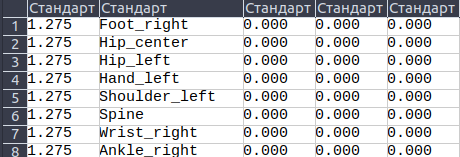 Стандарт Стандарт Стандарт Стандарт Стандарт
1 1.275 Foot_right 0.000 0.000 0.000
2 1.275 Hip_center 0.000 0.000 0.000
3 1.275 Hip_left 0.000 0.000 0.000
4 1.275 Hand_left 0.000 0.000 0.000
5 1.275 Shoulder_left 0.000 0.000 0.000
6 1.275 Spine 0.000 0.000 0.000
7 1.275 Wrist_right 0.000 0.000 0.000
8 1.275 Ankle_right 0.000 0.000 0.000